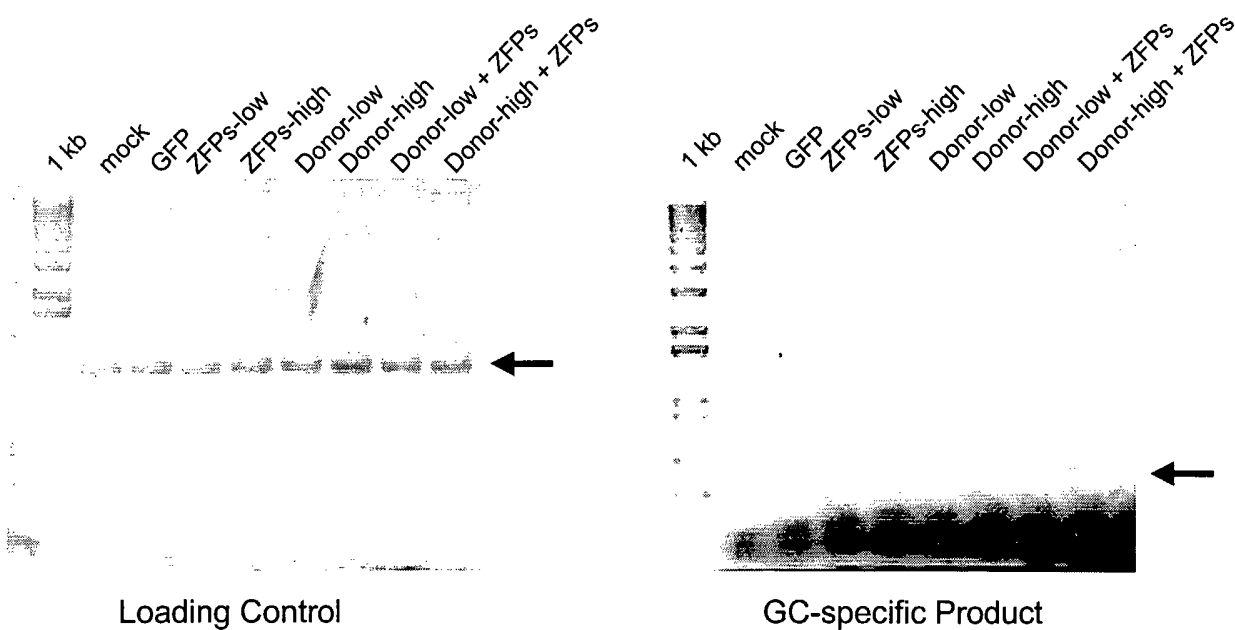 1 kb
mock
GFP
ZFPs-low
ZFPs-high
Donor-low
Donor-high
Donor-low + ZFPs
Donor-high + ZFPs
Loading Control
1 kb
mock
GFP
ZFPs-low
ZFPs-high
Donor-low
Donor-high
Donor-low + ZFPs
Donor-high + ZFPs
GC-specific Product